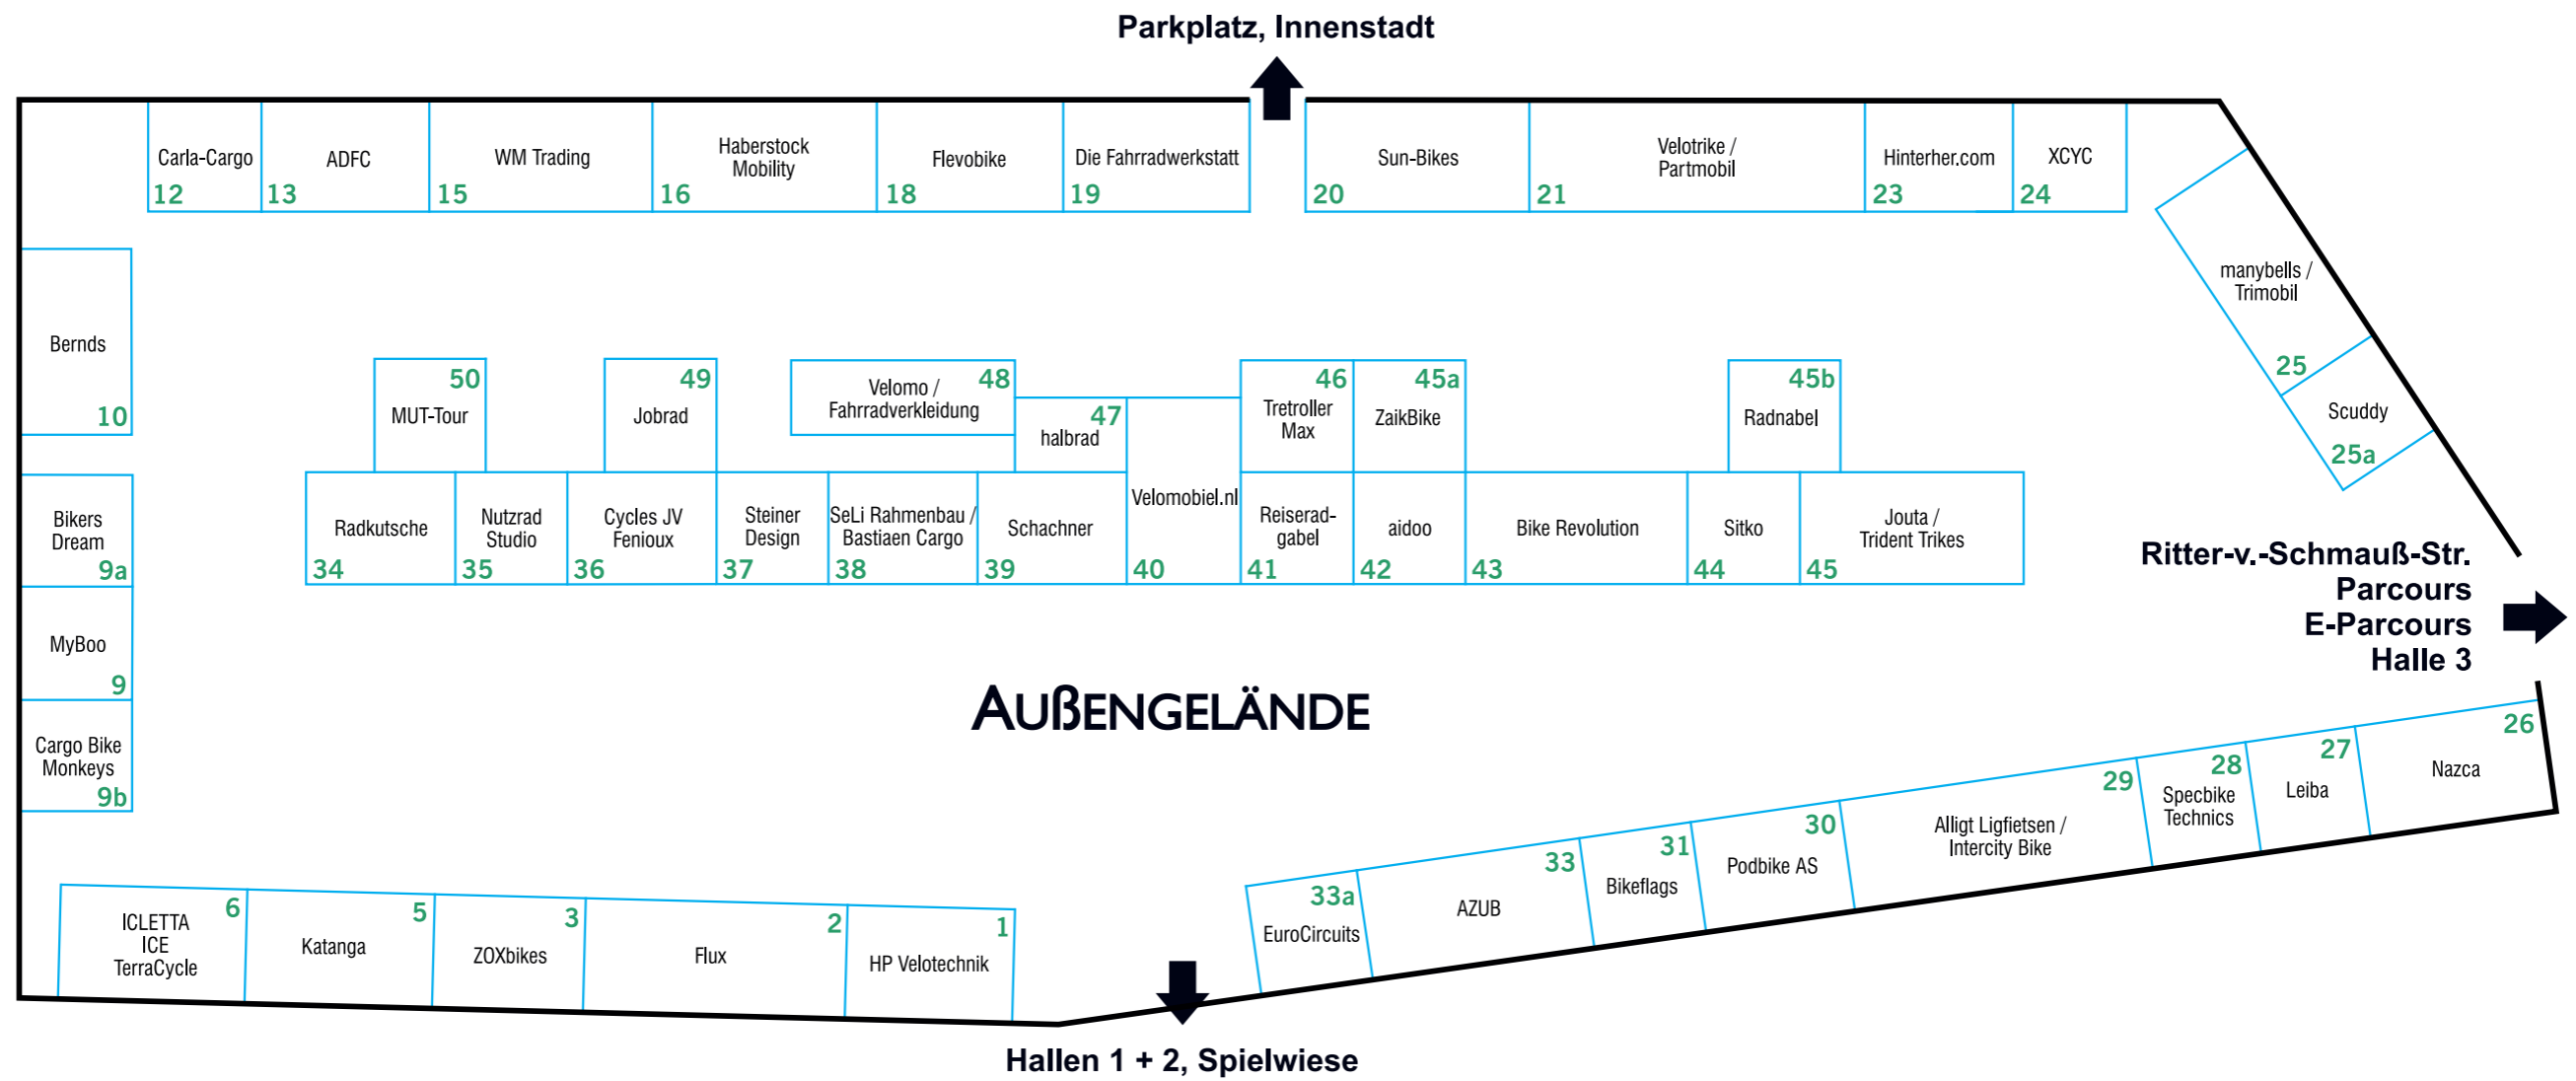 Parkplatz, Innenstadt
Carla-Cargo
12
ADFC
13
WM Trading
15
Haberstock
Mobility
16
Flevobike
18
Die Fahrradwerkstatt
19
Sun-Bikes
20
Velotrike /
Partmobil
21
Hinterher.com
23
XCYC
24
manybells /
Trimobil
25
Scuddy
25a
Bernds
10
Bikers
Dream
9a
MyBoo
9
Cargo Bike
Monkeys
9b
50
MUT-Tour
49
Jobrad
48
Velomo /
Fahrradverkleidung
47
halbrad
46
Tretroller
Max
45a
ZaikBike
45b
Radnabel
Radkutsche
34
Nutzrad
Studio
35
Cycles JV
Fenioux
36
Steiner
Design
37
SeLi Rahmenbau /
Bastiaen Cargo
38
Schachner
39
Velomobiel.nl
40
Reiserad-
gabel
41
aidoo
42
Bike Revolution
43
Sitko
44
Jouta /
Trident Trikes
45
Ritter-v.-Schmauß-Str.
Parcours
E-Parcours
Halle 3
AUßENGELÄNDE
6
ICLETTA
ICE
TerraCycle
5
Katanga
3
ZOXbikes
2
Flux
1
HP Velotechnik
33a
EuroCircuits
33
AZUB
31
Bikeflags
30
Podbike AS
29
Alligt Ligfietsen /
Intercity Bike
28
Specbike
Technics
27
Leiba
26
Nazca
Hallen 1 + 2, Spielwiese